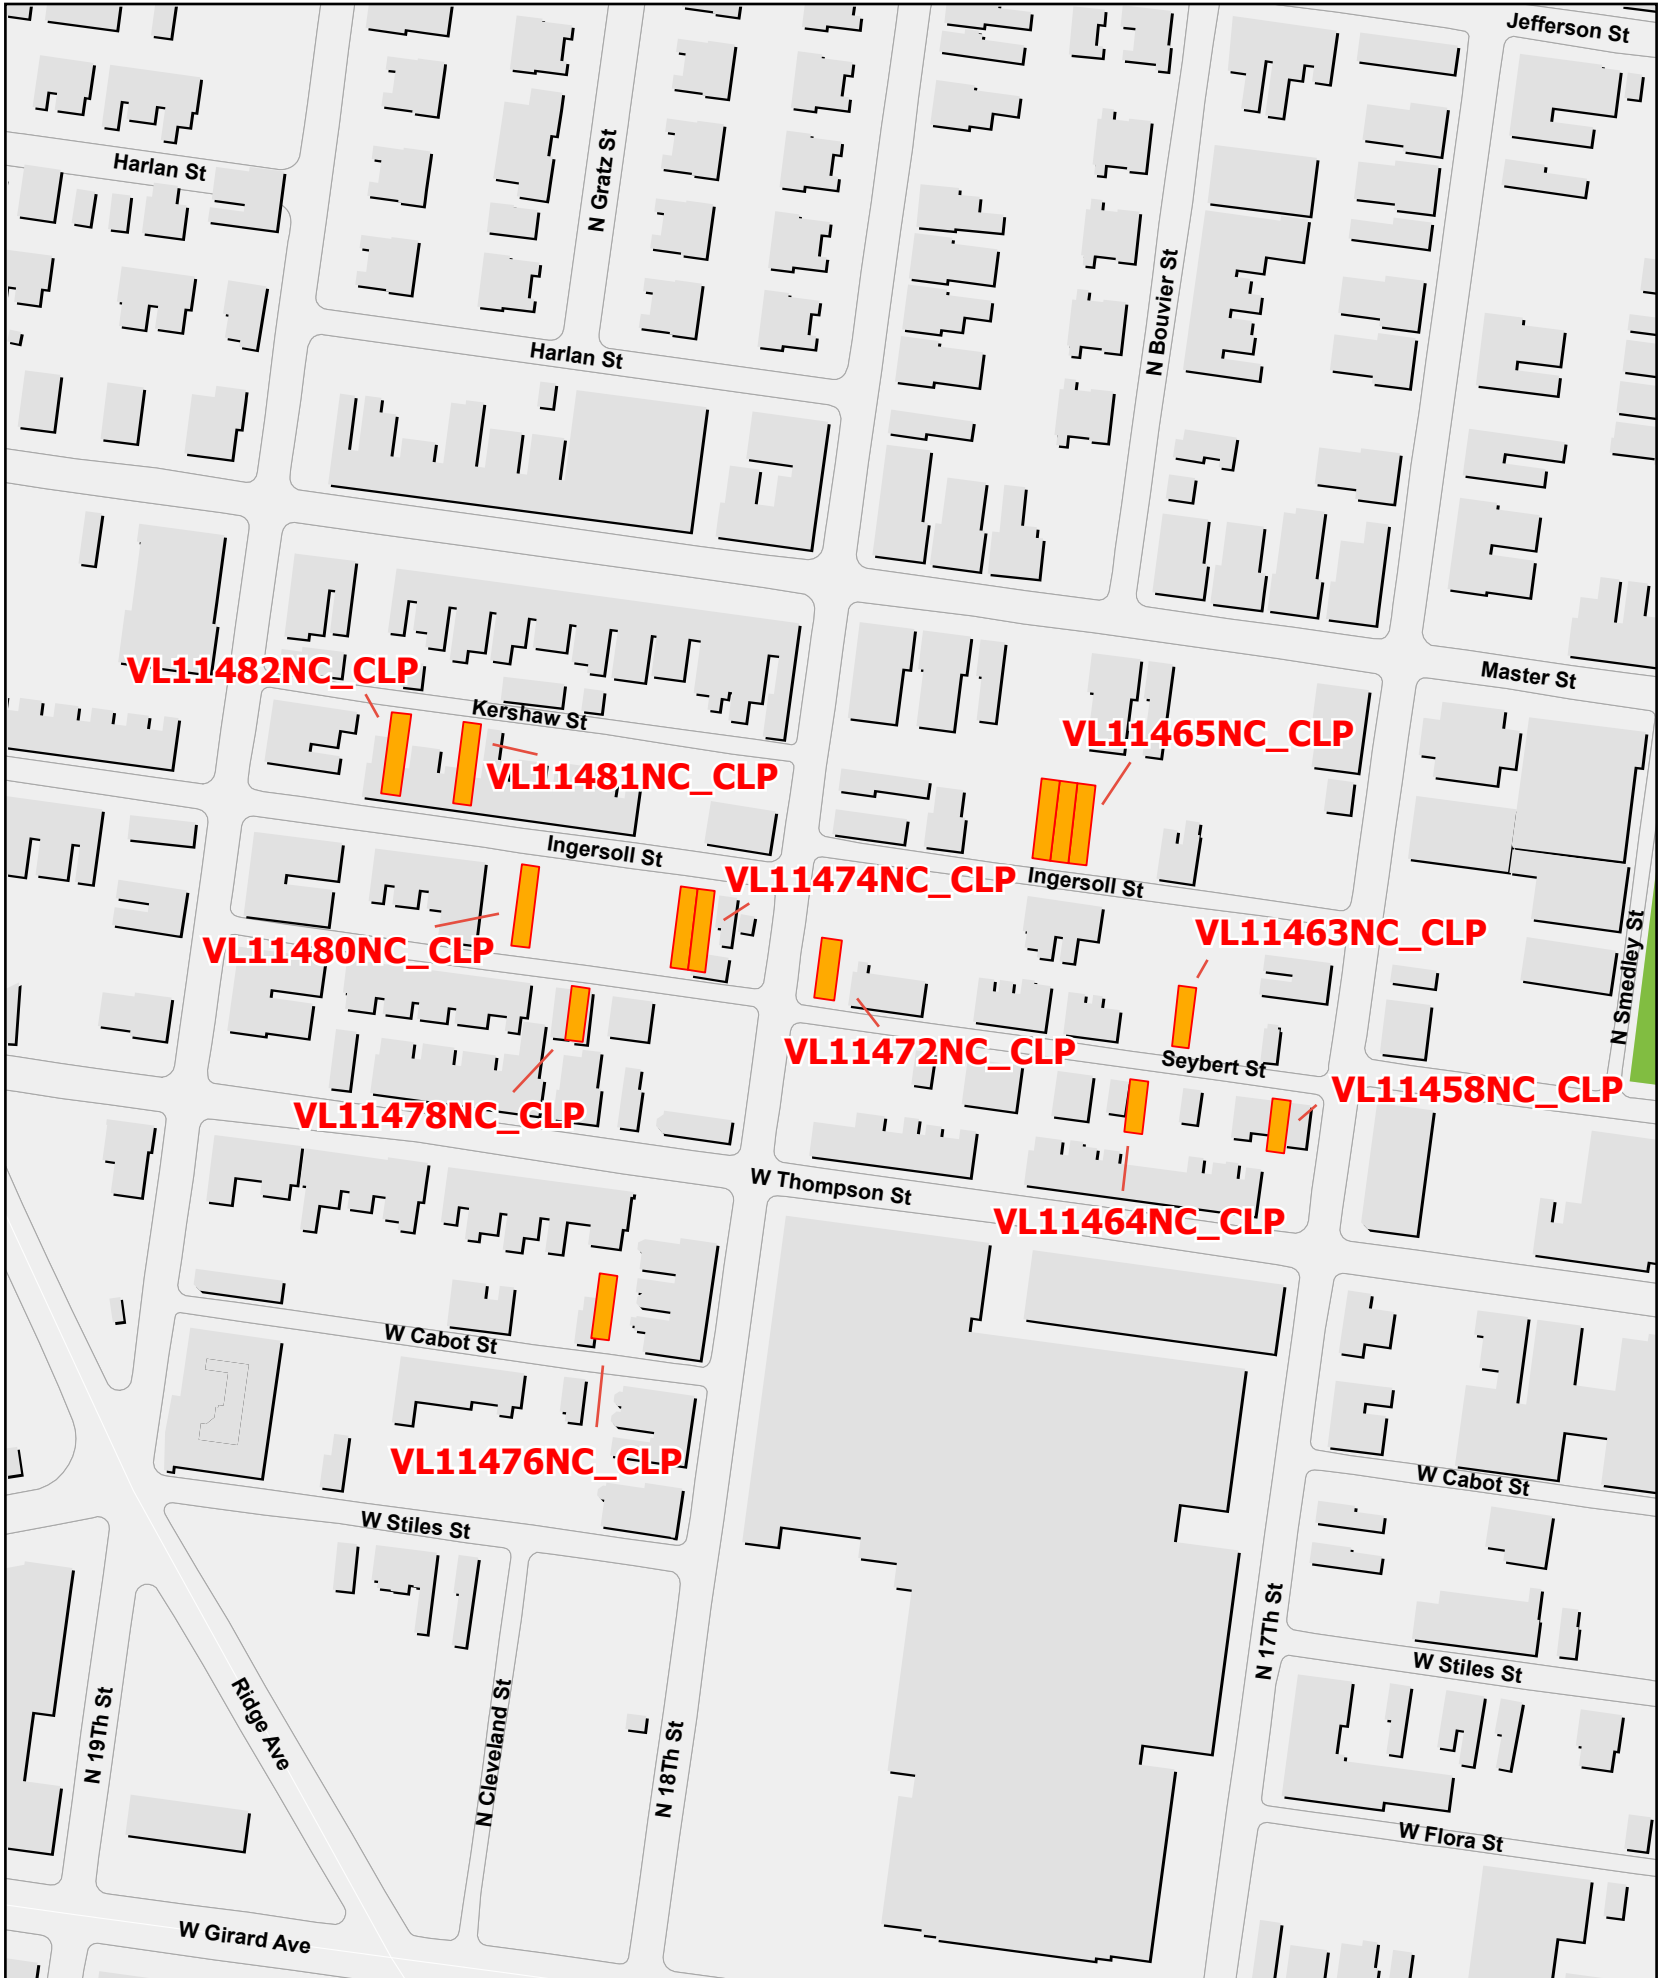 Jefferson St
Harlan St
N Gratz St
N Bouvier St
Harlan St
VL11482NC_CLP
Master St
Kershaw St
VL11465NC_CLP
VL11481NC_CLP
Ingersoll St
VL11474NC_CLP
Ingersoll St
VL11463NC_CLP
VL11480NC_CLP
N Smedley St
VL11472NC_CLP
Seybert St
VL11458NC_CLP
VL11478NC_CLP
W Thompson St
VL11464NC_CLP
W Cabot St
VL11476NC_CLP
W Cabot St
W Stiles St
N 17Th St
W Stiles St
Ridge Ave
N 19Th St
N Cleveland St
N 18Th St
W Flora St
W Girard Ave